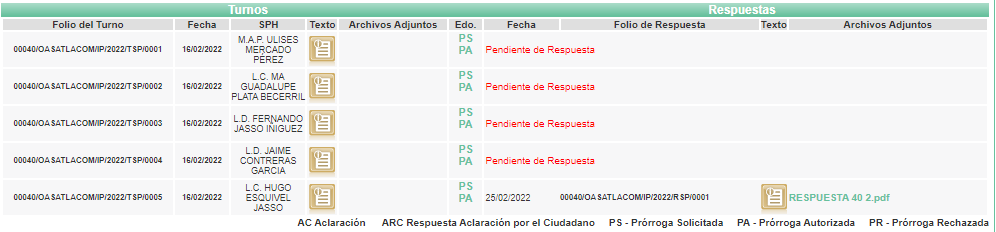 Turnos Respuestas
Folio del Turno Fecha SPH Texto Archivos Adjuntos Edo. Fecha Folio de Respuesta Texto Archivos Adjuntos
00040/OASATLACOM/IP/2022/TSP/0001 16/02/2022 M.A.P. ULISES MERCADO PÉREZ PS PA Pendiente de Respuesta
00040/OASATLACOM/IP/2022/TSP/0002 16/02/2022 L.C. MA GUADALUPE PLATA BECERRIL PS PA Pendiente de Respuesta
00040/OASATLACOM/IP/2022/TSP/0003 16/02/2022 L.D. FERNANDO JASSO IÑIGUEZ PS PA Pendiente de Respuesta
00040/OASATLACOM/IP/2022/TSP/0004 16/02/2022 L.D. JAIME CONTRERAS GARCIA PS PA Pendiente de Respuesta
00040/OASATLACOM/IP/2022/TSP/0005 16/02/2022 L.C. HUGO ESQUIVEL JASSO PS PA 25/02/2022 00040/OASATLACOM/IP/2022/RSP/0001 RESPUESTA 40 2.pdf
AC Aclaración ARC Respuesta Aclaración por el Ciudadano PS - Prórroga Solicitada PA - Prórroga Autorizada PR - Prórroga Rechazada